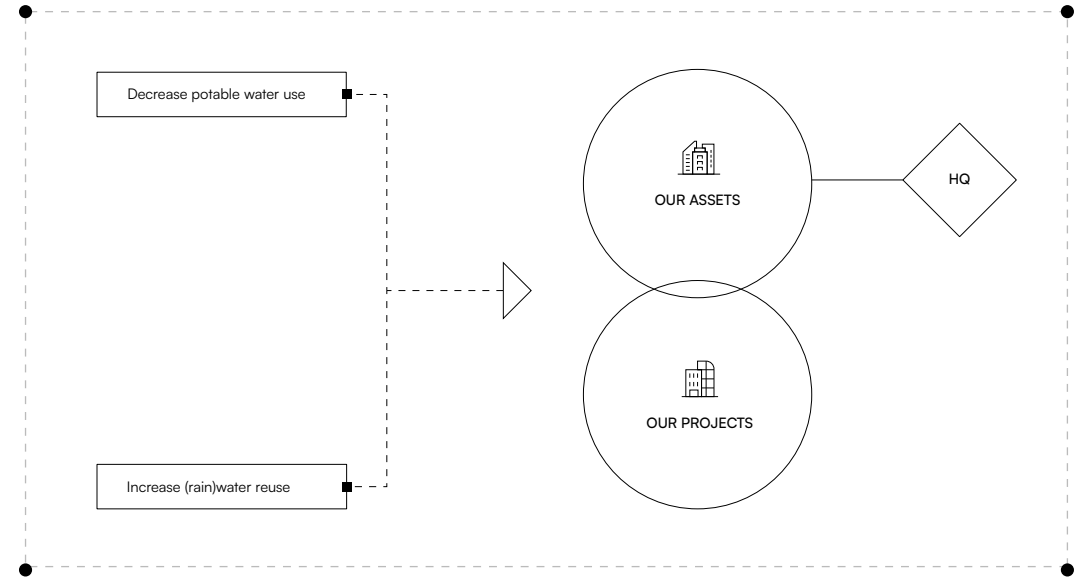 Decrease potable water use
OUR ASSETS
HQ
OUR PROJECTS
Increase (rain)water reuse